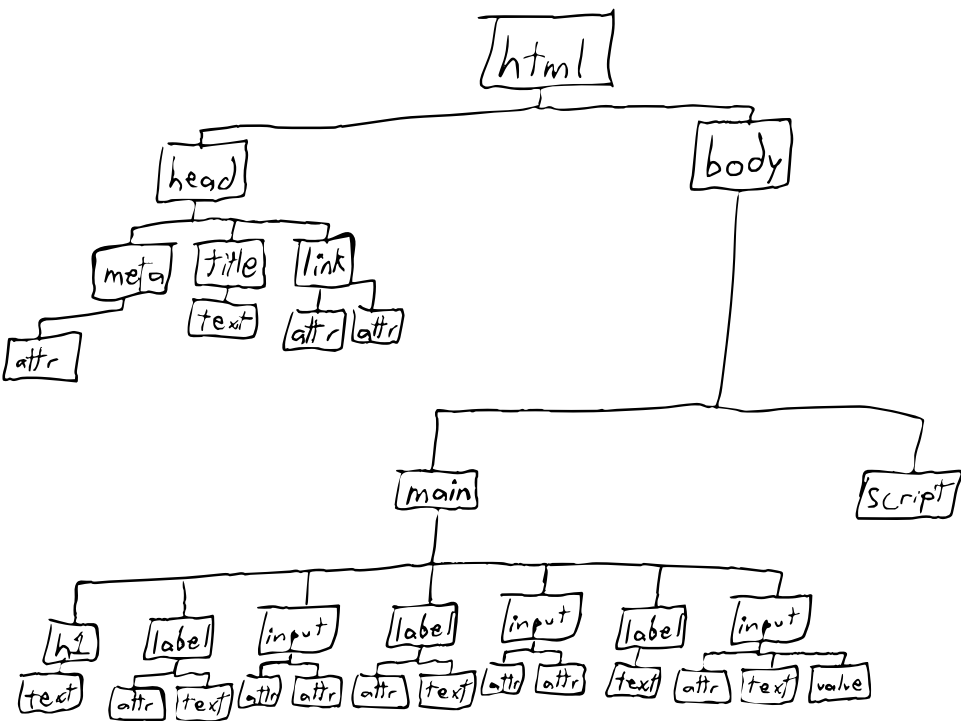 html
head
body
meta
title
link
text
attr
attr
attr
main
script
h1
label
input
label
input
label
input
text
attr
text
attr
attr
attr
text
attr
attr
text
attr
text
value